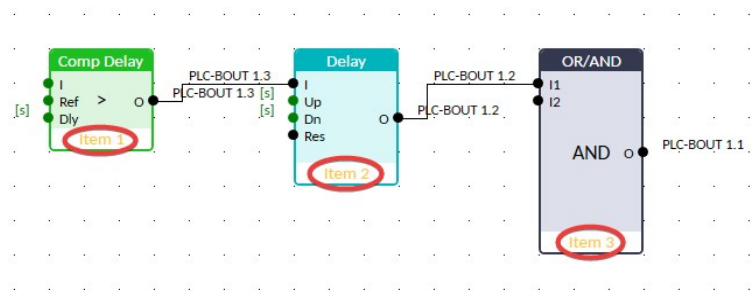 Comp Delay
I
Ref > O
Dly
[s]
Item 1
PLC-BOUT 1.3
PLC-BOUT 1.3
Delay
I
[s] Up
[s] Dn O
Res
Item 2
PLC-BOUT 1.2
PLC-BOUT 1.2
OR/AND
I1
I2
AND O
Item 3
PLC-BOUT 1.1